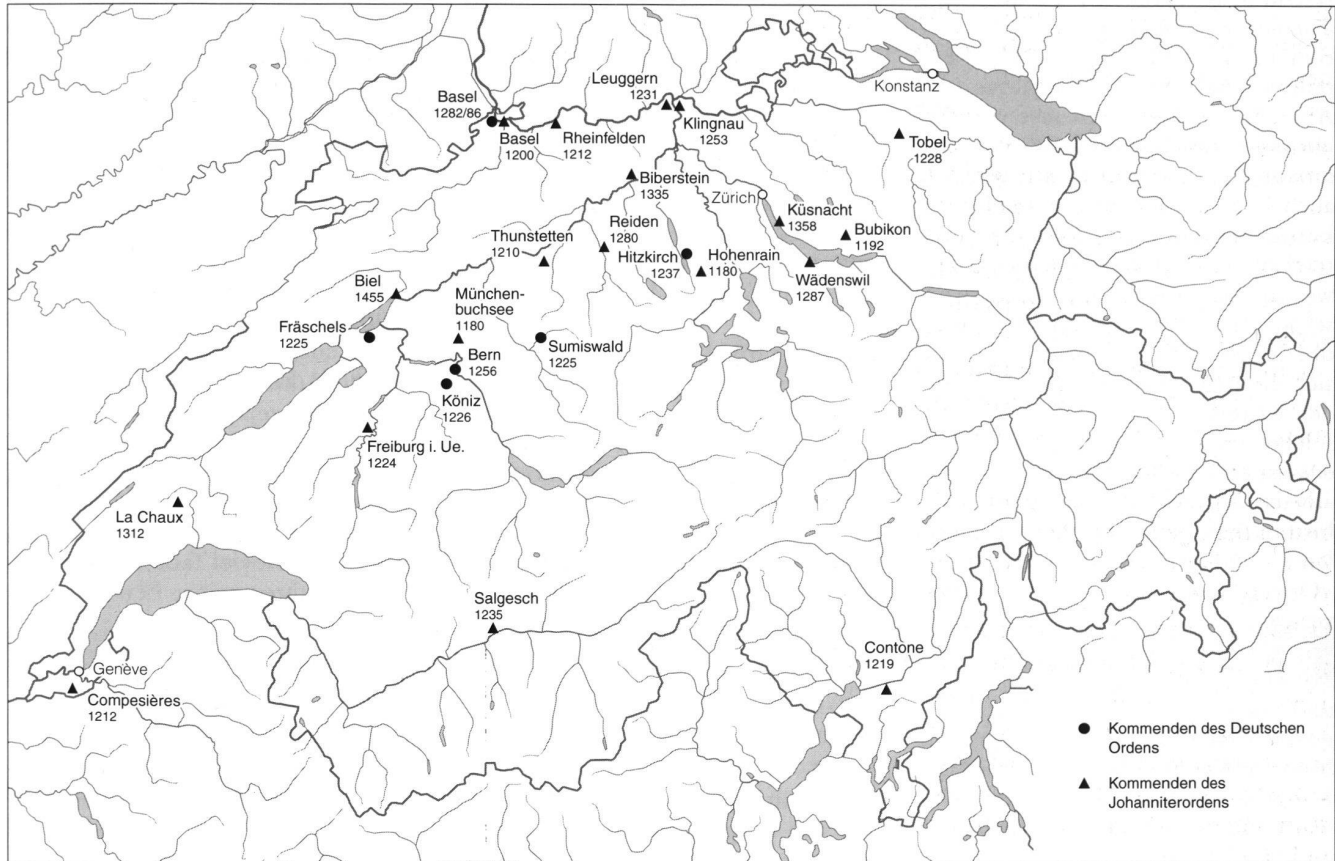 Konstanz
Leuggern
1231
Basel
1282/86
Basel
1200
Rheinfelden
1212
Klingnau
1253
Tobel
1228
Biberstein
1335
Zürich
Küsnacht
1358
Bubikon
1192
Reiden
1280
Thunstetten
1210
Hitzkirch
1237
Hohenrain
1180
Wädenswil
1287
Biel
1455
München-
buchsee
1180
Fräschels
1225
Sumiswald
1225
Bern
1256
Köniz
1226
Freiburg i. Ue.
1224
La Chaux
1312
Salgesch
1235
Contone
1219
Genève
Compesières
1212
Kommenden des Deutschen
Ordens
Kommenden des
Johanniterordens